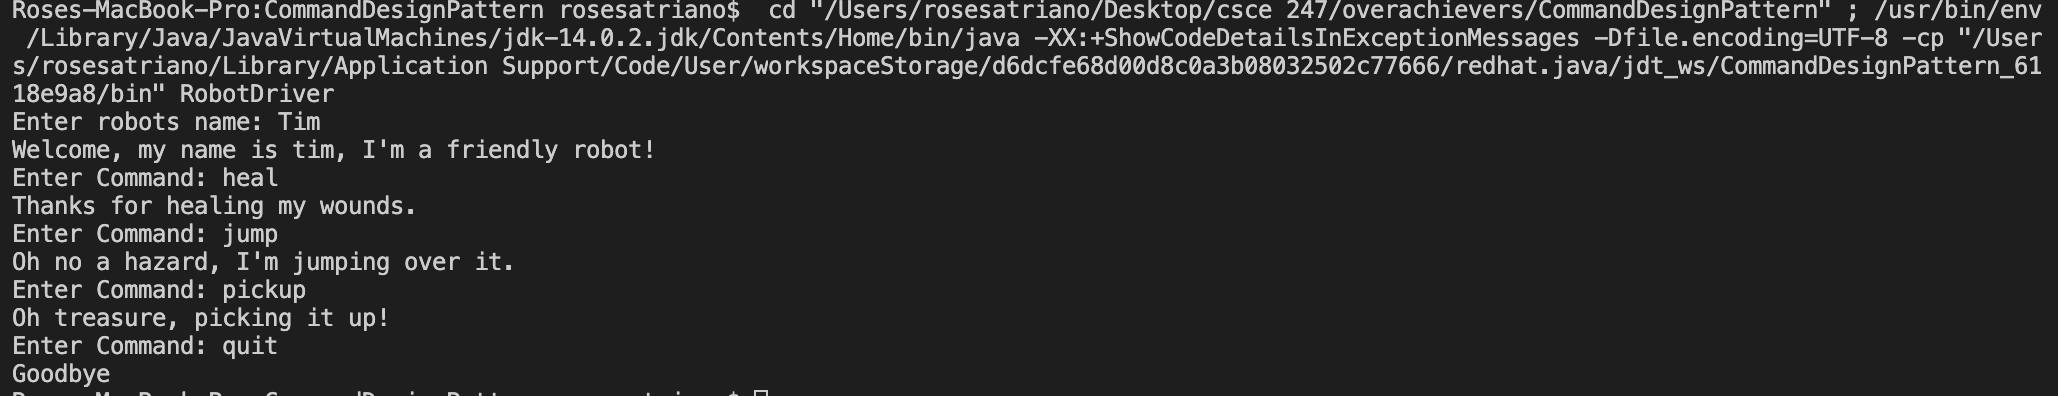 Roses-MacBook-Pro:CommandDesignPattern rosesatriano$  cd "/Users/rosesatriano/Desktop/csce 247/overachievers/CommandDesignPattern" ; /usr/bin/env
 /Library/Java/JavaVirtualMachines/jdk-14.0.2.jdk/Contents/Home/bin/java -XX:+ShowCodeDetailsInExceptionMessages -Dfile.encoding=UTF-8 -cp "/User
s/rosesatriano/Library/Application Support/Code/User/workspaceStorage/d6dcfe68d00d8c0a3b08032502c77666/redhat.java/jdt_ws/CommandDesignPattern_61
18e9a8/bin" RobotDriver
Enter robots name: Tim
Welcome, my name is tim, I'm a friendly robot!
Enter Command: heal
Thanks for healing my wounds.
Enter Command: jump
Oh no a hazard, I'm jumping over it.
Enter Command: pickup
Oh treasure, picking it up!
Enter Command: quit
Goodbye